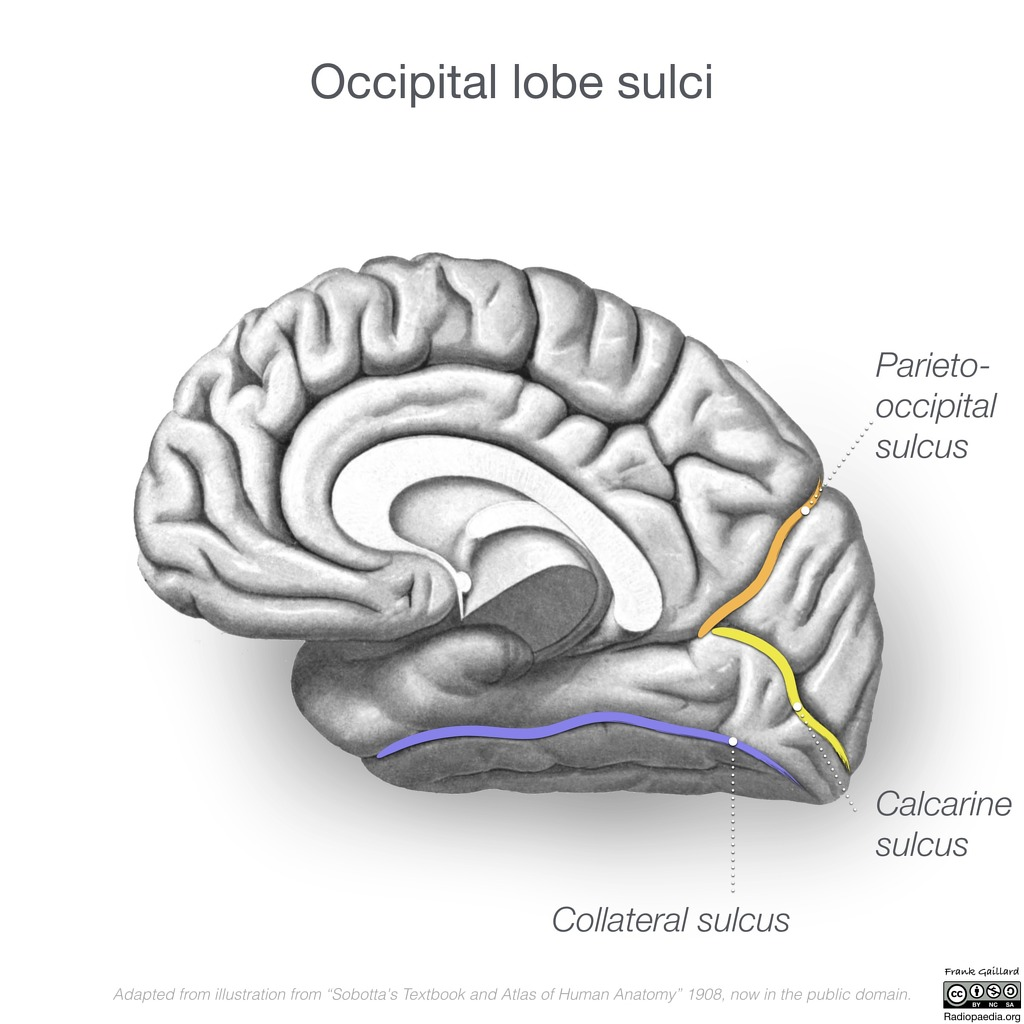 Occipital lobe sulci
Parieto-
occipital
sulcus
Calcarine
sulcus
Collateral sulcus
Adapted from illustration from “Sobotta's Textbook and Atlas of Human Anatomy” 1908, now in the public domain.
Frank Gaillard
cc
BY NC SA
Radiopaedia.org